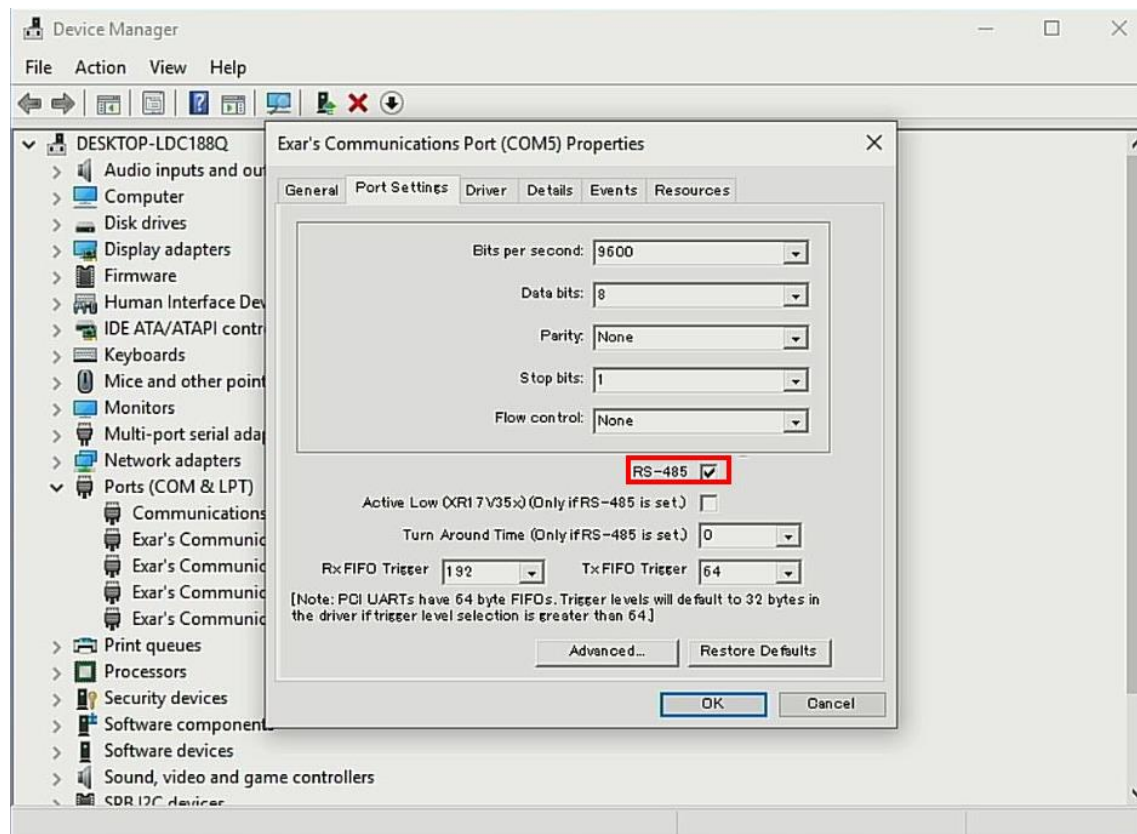 Device Manager
File Action View Help
DESKTOP-LDC188Q
Audio inputs and ou
Computer
Disk drives
Display adapters
Firmware
Human Interface Dev
IDE ATA/ATAPI contr
Keyboards
Mice and other point
Monitors
Multi-port serial ada
Network adapters
Ports (COM & LPT)
Communications
Exar's Communic
Exar's Communic
Exar's Communic
Exar's Communic
Print queues
Processors
Security devices
Software components
Software devices
Sound, video and game controllers
SPB I2C devices
Exar's Communications Port (COM5) Properties
General Port Settings Driver Details Events Resources
Bits per second: 9600
Data bits: 8
Parity: None
Stop bits: 1
Flow control: None
RS-485
Active Low (XR17V35x) (Only if RS-485 is set.)
Turn Around Time (Only if RS-485 is set.) 0
Rx FIFO Trigger 192 Tx FIFO Trigger 64
[Note: PCI UARTs have 64 byte FIFOs. Trigger levels will default to 32 bytes in
the driver if trigger level selection is greater than 64.]
Advanced... Restore Defaults
OK Cancel